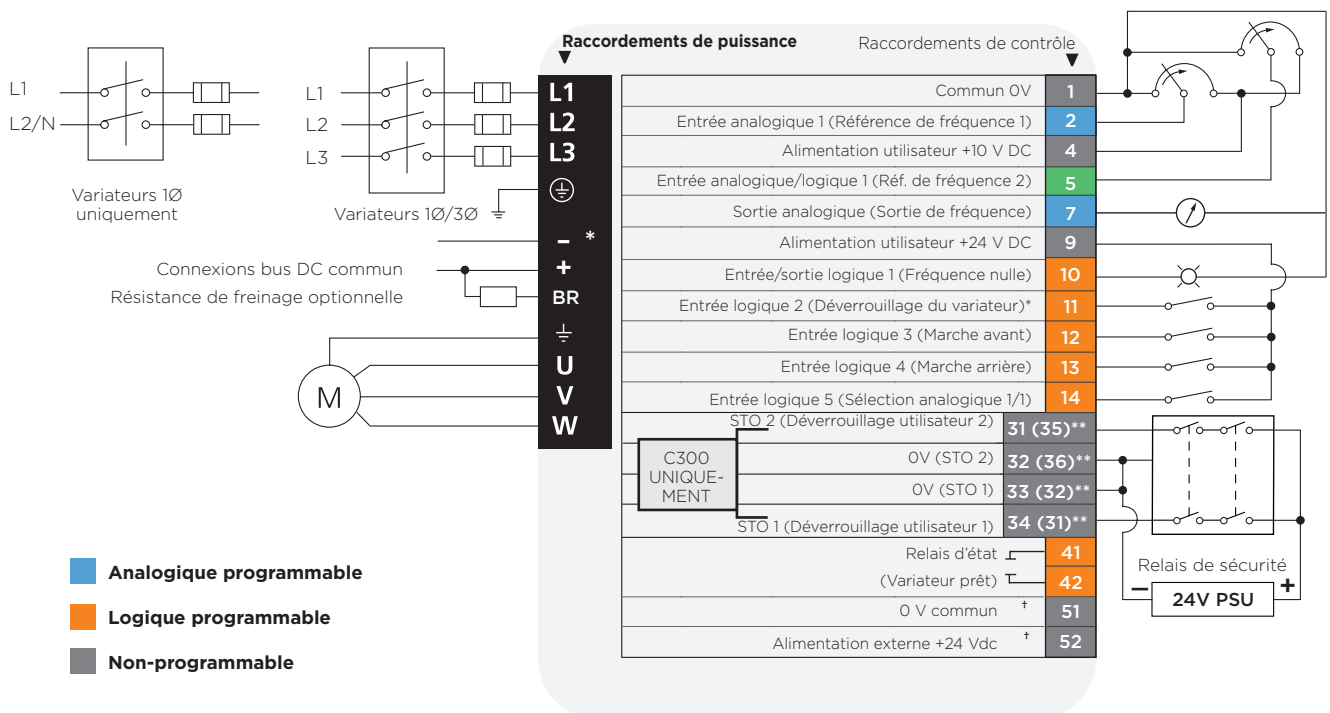 Raccordements de puissance
Raccordements de contrôle
L1
L2/N
Variateurs 1Ø
uniquement
L1
L2
L3
Variateurs 1Ø/3Ø
Connexions bus DC commun
Résistance de freinage optionnelle
M
L1
L2
L3
– *
+
BR
U
V
W
Commun 0V 1
Entrée analogique 1 (Référence de fréquence 1) 2
Alimentation utilisateur +10 V DC 4
Entrée analogique/logique 1 (Réf. de fréquence 2) 5
Sortie analogique (Sortie de fréquence) 7
Alimentation utilisateur +24 V DC 9
Entrée/sortie logique 1 (Fréquence nulle) 10
Entrée logique 2 (Déverrouillage du variateur)* 11
Entrée logique 3 (Marche avant) 12
Entrée logique 4 (Marche arrière) 13
Entrée logique 5 (Sélection analogique 1/1) 14
STO 2 (Déverrouillage utilisateur 2) 31 (35)**
0V (STO 2) 32 (36)**
0V (STO 1) 33 (32)**
STO 1 (Déverrouillage utilisateur 1) 34 (31)**
C300
UNIQUE-
MENT
Relais d'état 41
(Variateur prêt) 42
0 V commun † 51
Alimentation externe +24 Vdc † 52
Relais de sécurité
– +
24V PSU
Analogique programmable
Logique programmable
Non-programmable